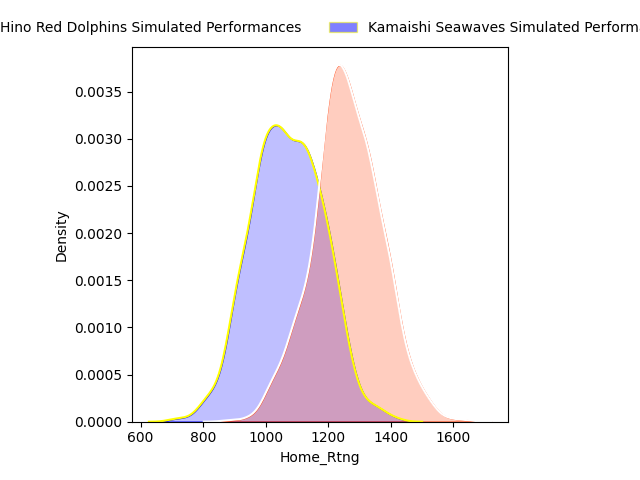 Hino Red Dolphins Simulated Performances
Kamaishi Seawaves Simulated
Density
0.0035
0.0030
0.0025
0.0020
0.0015
0.0010
0.0005
0.0000
600 800 1000 1200 1400 1600
Home_Rtng